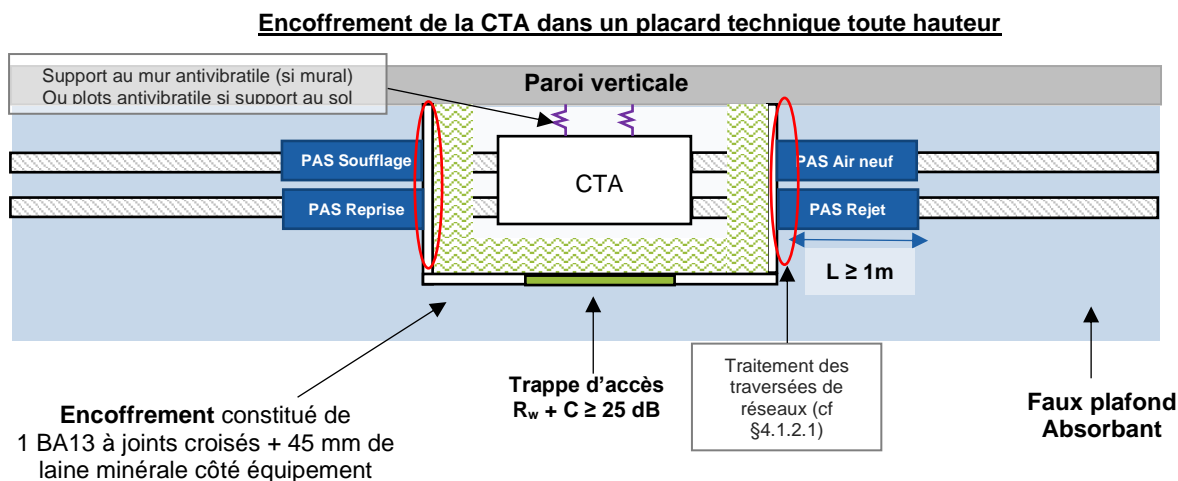 Encoffrement de la CTA dans un placard technique toute hauteur
Support au mur antivibratile (si mural)
Ou plots antivibratile si support au sol
Paroi verticale
PAS Soufflage
PAS Reprise
CTA
PAS Air neuf
PAS Rejet
L ≥ 1m
Encoffrement constitué de
1 BA13 à joints croisés + 45 mm de
laine minérale côté équipement
Trappe d’accès
Rw + C ≥ 25 dB
Traitement des
traversées de
réseaux (cf
§4.1.2.1)
Faux plafond
Absorbant